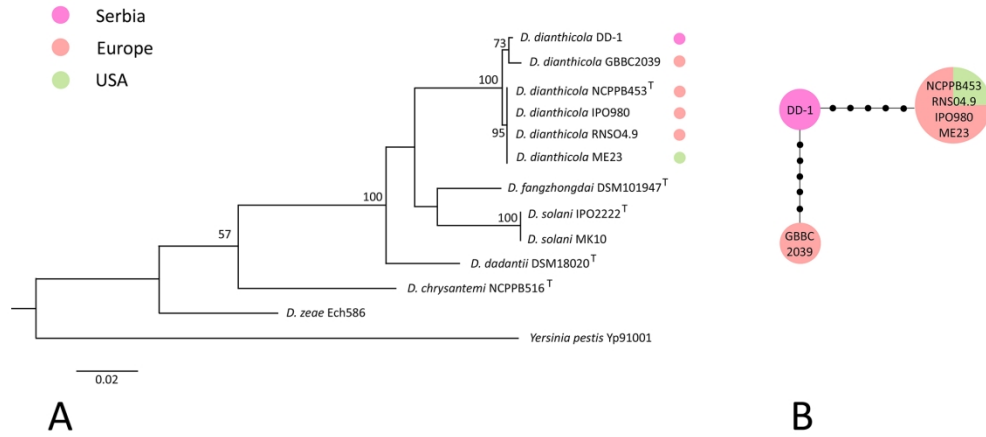 Serbia
Europe
USA
D. dianthicola DD-1
73
D. dianthicola GBBC2039
100
D. dianthicola NCPPB453T
D. dianthicola IPO980
95
D. dianthicola RNSO4.9
D. dianthicola ME23
D. fangzhongdai DSM101947T
100
D. solani IPO2222T
100
D. solani MK10
57
D. dadantii DSM18020T
D. chrysantemi NCPPB516T
D. zeae Ech586
Yersinia pestis Yp91001
0.02
A
DD-1
NCPPB453
RNS04.9
IPO980
ME23
GBBC
2039
B